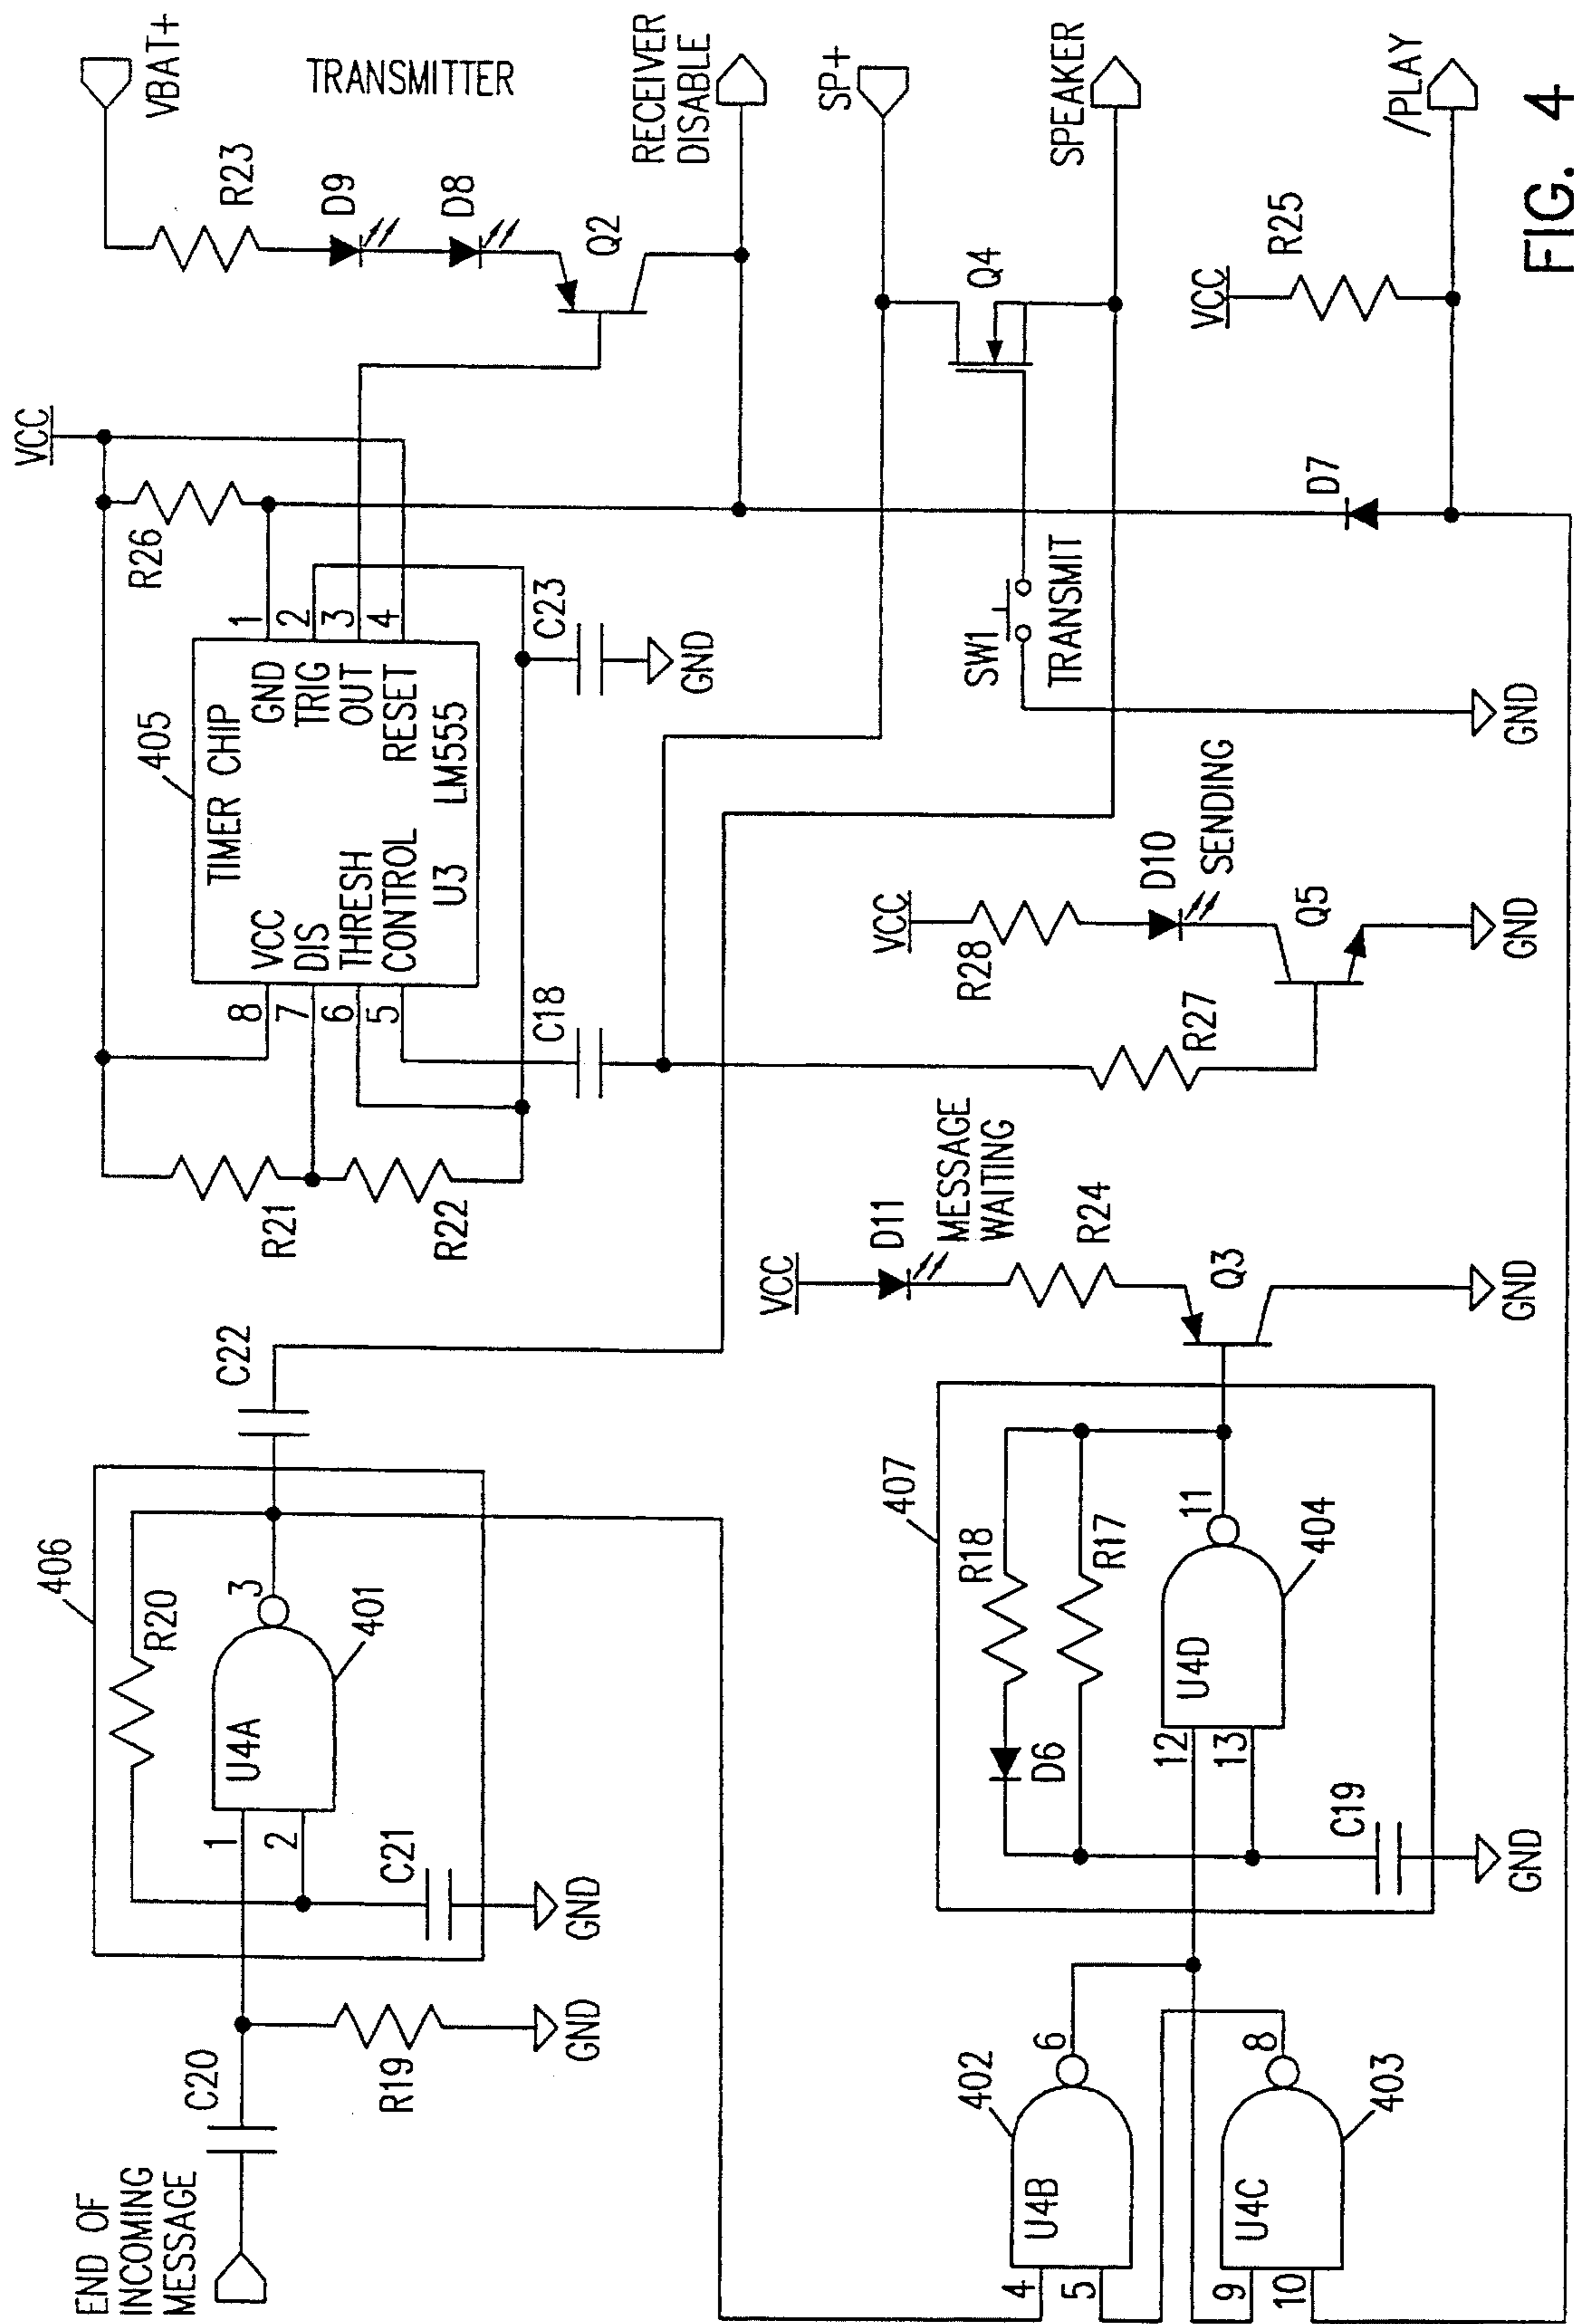 END OF
INCOMING
MESSAGE
C20
R19
GND
406
R20
U4A
1
2
3
401
C21
GND
C22
R21
R22
405
TIMER CHIP
VCC
DIS
THRESH
CONTROL
GND
TRIG
OUT
RESET
U3
LM555
8
7
6
5
1
2
3
4
C18
C23
GND
R26
VCC
VBAT+
TRANSMITTER
R23
D9
D8
Q2
RECEIVER
DISABLE
SP+
Q4
SPEAKER
SW1
TRANSMIT
GND
VCC
R25
/PLAY
D7
VCC
R28
D10
SENDING
Q5
R27
GND
VCC
D11
MESSAGE
WAITING
R24
Q3
GND
407
R18
R17
D6
U4D
12
13
11
404
C19
GND
402
U4B
4
5
6
U4C
9
10
8
403
FIG. 4